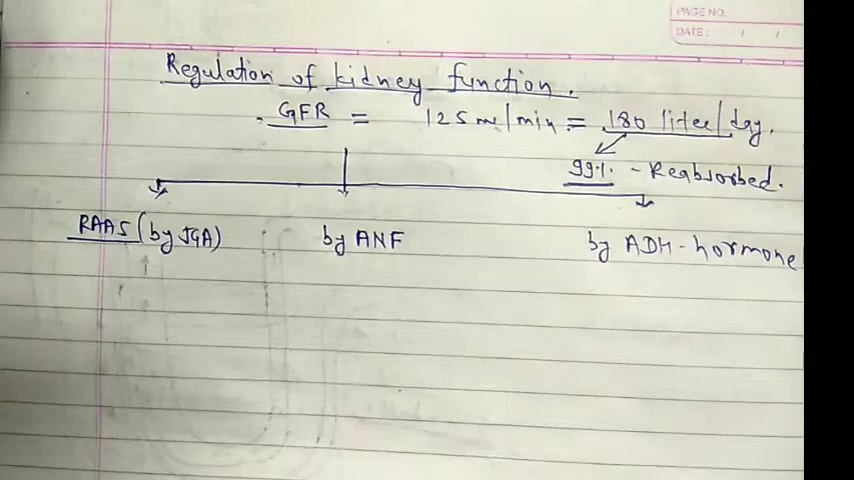 PAGE NO.
DATE: / /
Regulation of kidney function.
GFR = 125 ml/min = 180 liter/day.
99% - Reabsorbed.
RAAS (by JGA) by ANF by ADH - hormone